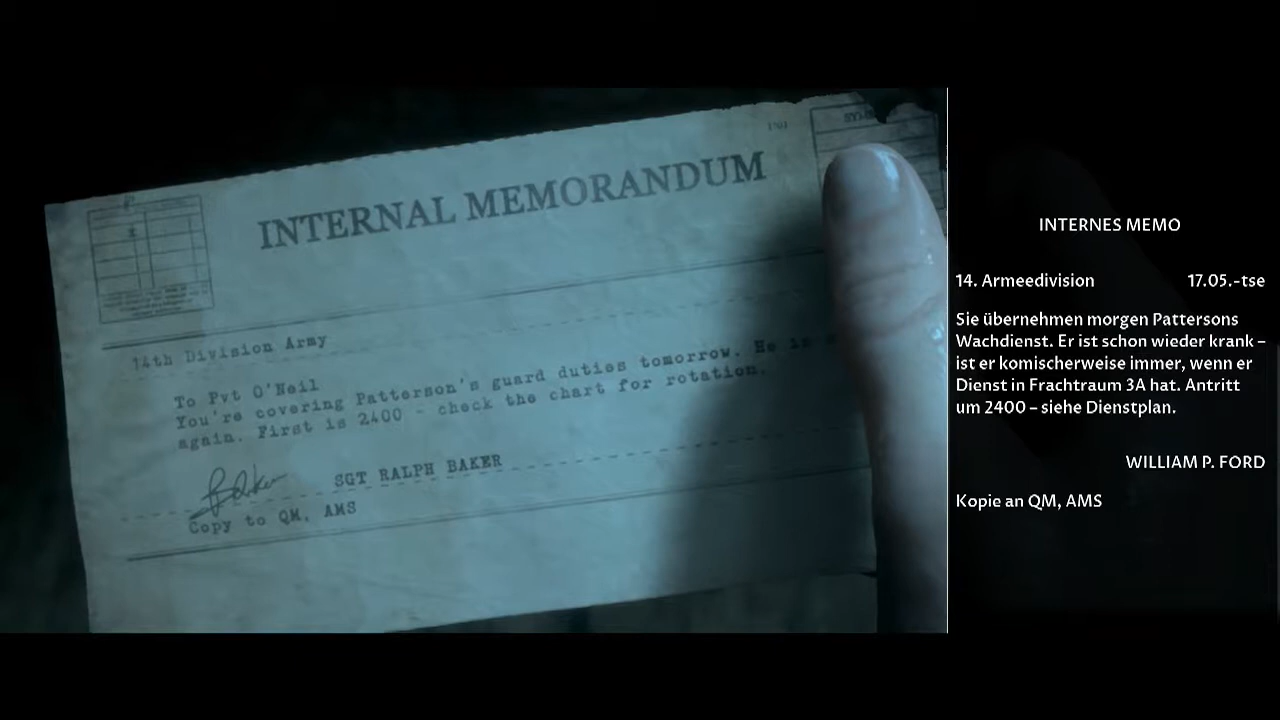 INTERNAL MEMORANDUM
14th Division Army
To Pvt O'Neil
You're covering Patterson's guard duties tomorrow. He is
again. First is 2400 - check the chart for rotation.
Baker
SGT RALPH BAKER
Copy to QM, AMS
INTERNES MEMO
14. Armeedivision 17.05.-tse
Sie übernehmen morgen Pattersons
Wachdienst. Er ist schon wieder krank –
ist er komischerweise immer, wenn er
Dienst in Frachtraum 3A hat. Antritt
um 2400 – siehe Dienstplan.
WILLIAM P. FORD
Kopie an QM, AMS